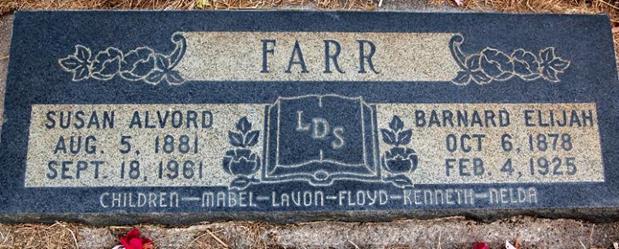 FARR
SUSAN ALVORD
AUG. 5, 1881
SEPT. 18, 1961
LDS
BARNARD ELIJAH
OCT 6, 1878
FEB. 4, 1925
CHILDREN—MABEL—LAVON—FLOYD—KENNETH—NELDA